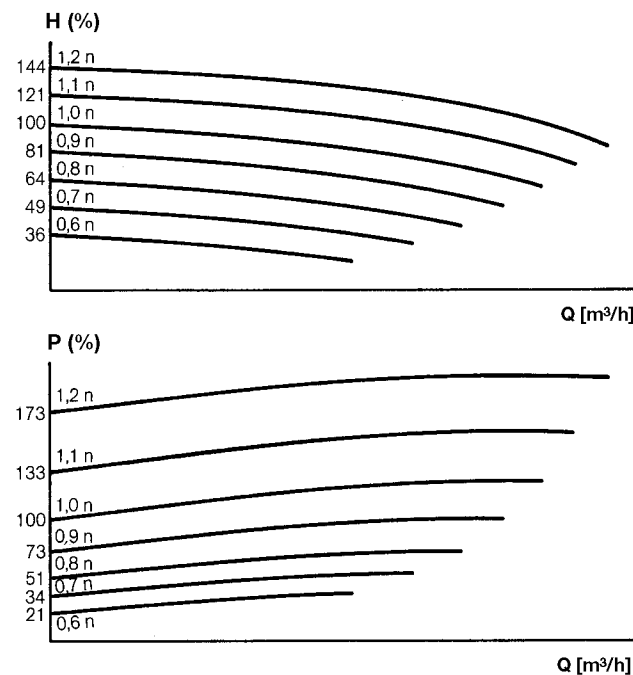 H (%)
144
1,2 n
121
1,1 n
100
1,0 n
81
0,9 n
64
0,8 n
49
0,7 n
36
0,6 n
Q [m³/h]
P (%)
173
1,2 n
133
1,1 n
100
1,0 n
73
0,9 n
51
0,8 n
34
0,7 n
21
0,6 n
Q [m³/h]